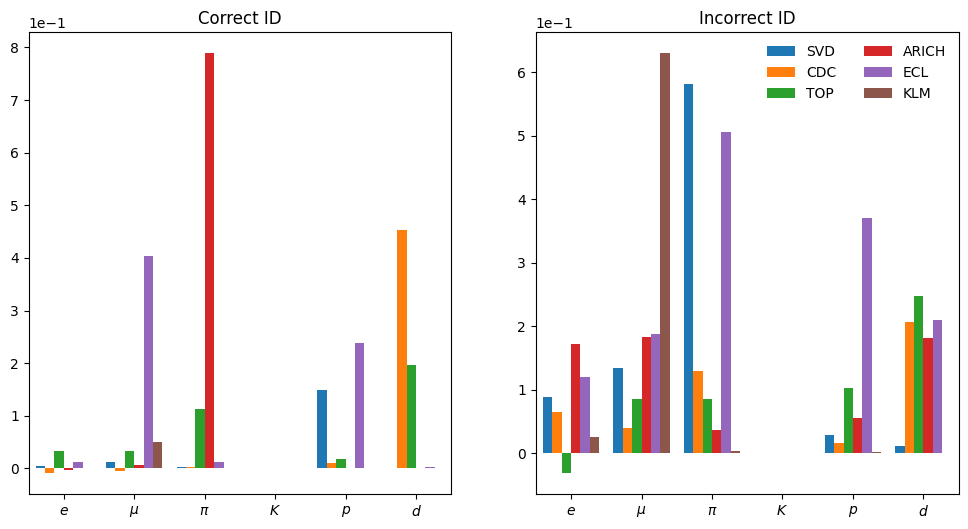 Correct ID
1e−1
8
7
6
5
4
3
2
1
0
e μ π K p d
Incorrect ID
1e−1
6
5
4
3
2
1
0
e μ π K p d
SVD
CDC
TOP
ARICH
ECL
KLM